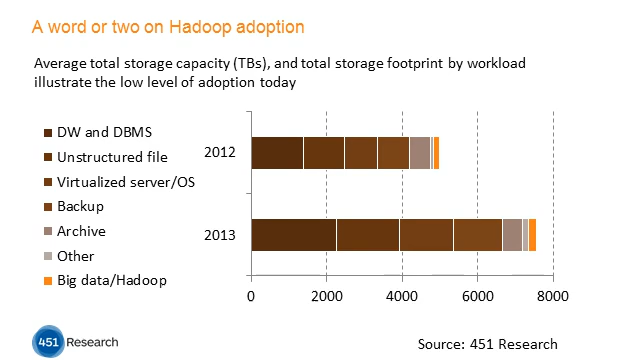 A word or two on Hadoop adoption
Average total storage capacity (TBs), and total storage footprint by workload
illustrate the low level of adoption today
DW and DBMS
Unstructured file
Virtualized server/OS
Backup
Archive
Other
Big data/Hadoop
2012
2013
0 2000 4000 6000 8000
451 Research
Source: 451 Research